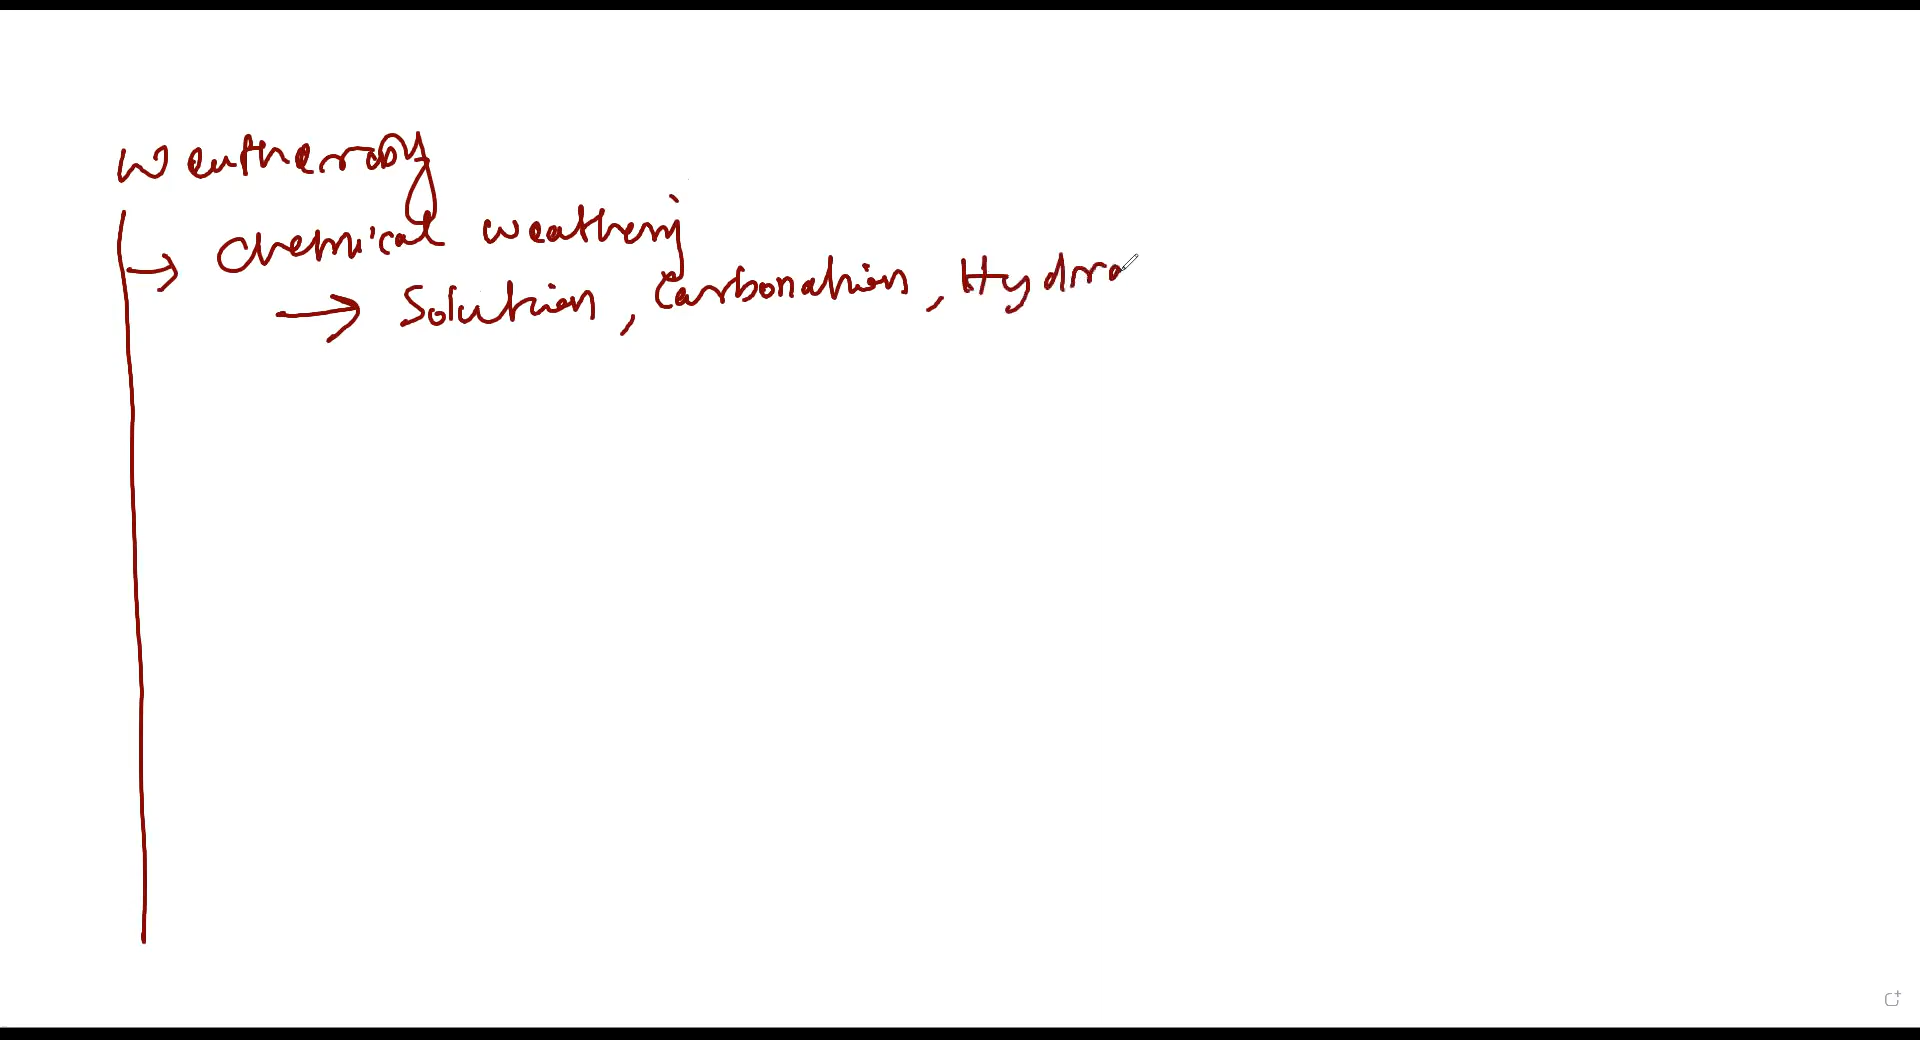 Weathering
→ Chemical weathering
→ Solution, Carbonation, Hydra